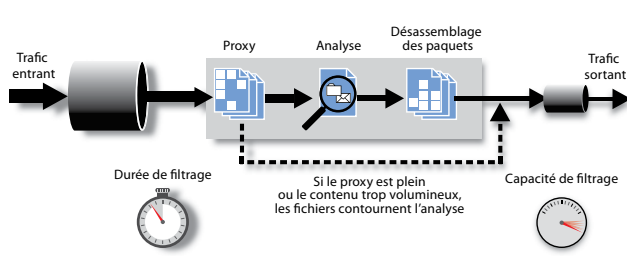 Trafic
entrant
Proxy
Analyse
Désassemblage
des paquets
Trafic
sortant
Durée de filtrage
Si le proxy est plein
ou le contenu trop volumineux,
les fichiers contournent l'analyse
Capacité de filtrage